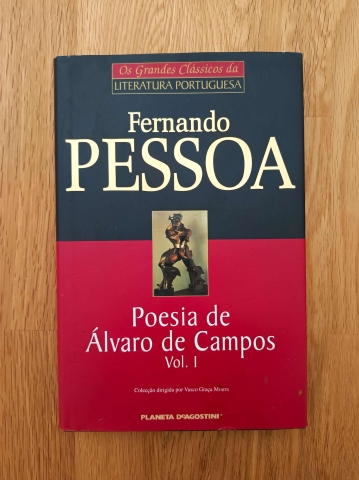 Os Grandes Clássicos da
LITERATURA PORTUGUESA
Fernando
PESSOA
Poesia de
Álvaro de Campos
Vol. I
Colecção dirigida por Vasco Graça Moura
PLANETA DEAGOSTINI